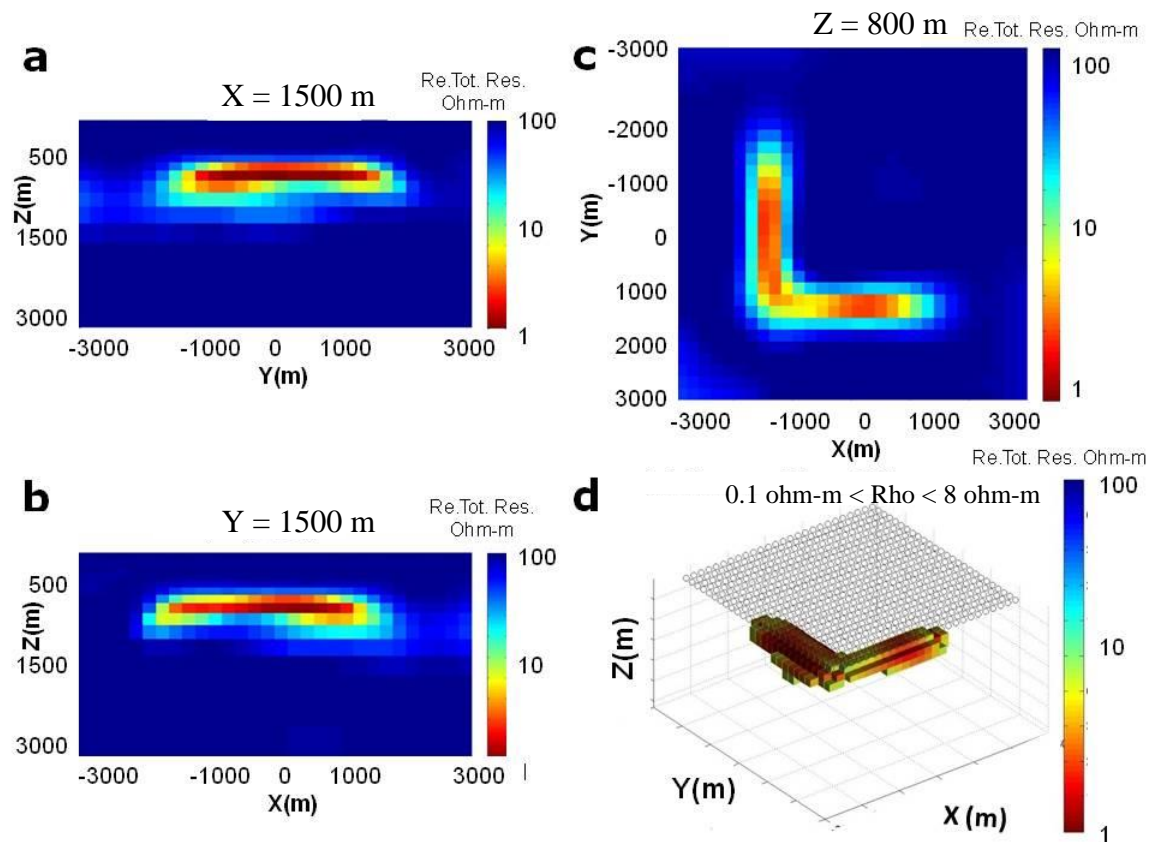 a
X = 1500 m
Re.Tot. Res.
Ohm-m
100
10
1
500
1500
3000
Z(m)
-3000 -1000 0 1000 3000
Y(m)
b
Y = 1500 m
Re.Tot. Res.
Ohm-m
100
10
500
1500
3000
Z(m)
-3000 -1000 0 1000 3000
X(m)
c
Z = 800 m
Re.Tot. Res. Ohm-m
100
10
1
-3000
-2000
-1000
0
1000
2000
3000
Y(m)
-3000 -1000 0 1000 3000
X(m)
d
Re.Tot. Res. Ohm-m
0.1 ohm-m < Rho < 8 ohm-m
100
10
1
Z(m)
Y(m)
X (m)